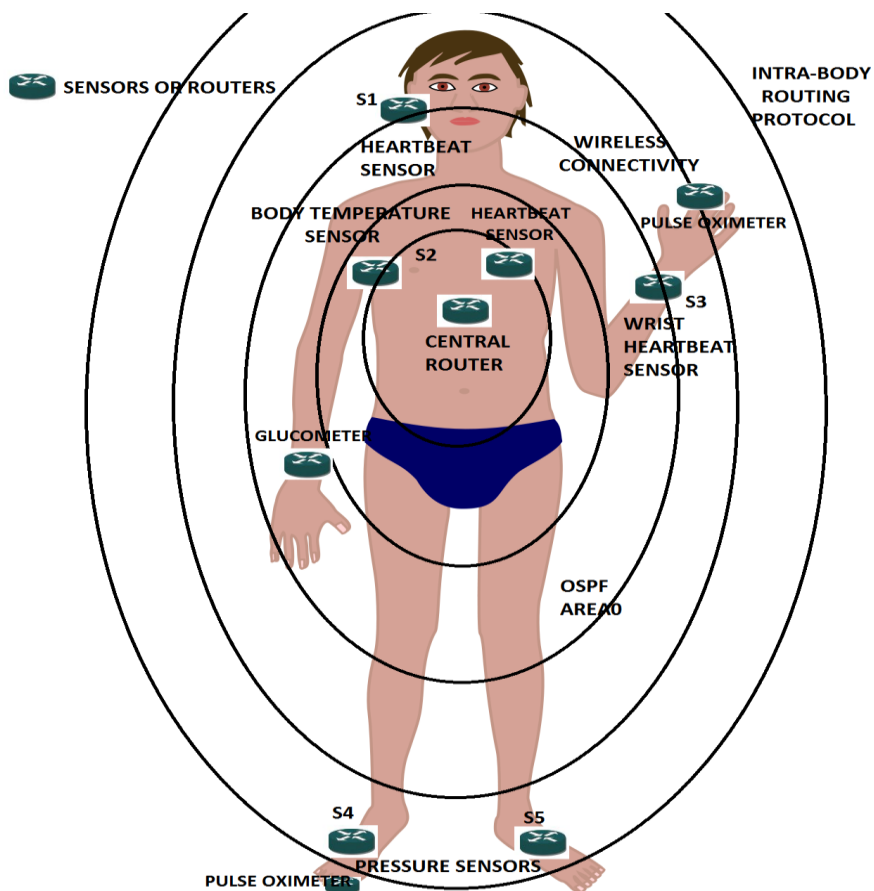 SENSORS OR ROUTERS
INTRA-BODY
ROUTING
PROTOCOL
S1
HEARTBEAT
SENSOR
WIRELESS
CONNECTIVITY
BODY TEMPERATURE
SENSOR
HEARTBEAT
SENSOR
PULSE OXIMETER
S2
S3
WRIST
HEARTBEAT
SENSOR
CENTRAL
ROUTER
GLUCOMETER
OSPF
AREA0
S4
S5
PRESSURE SENSORS
PULSE OXIMETER